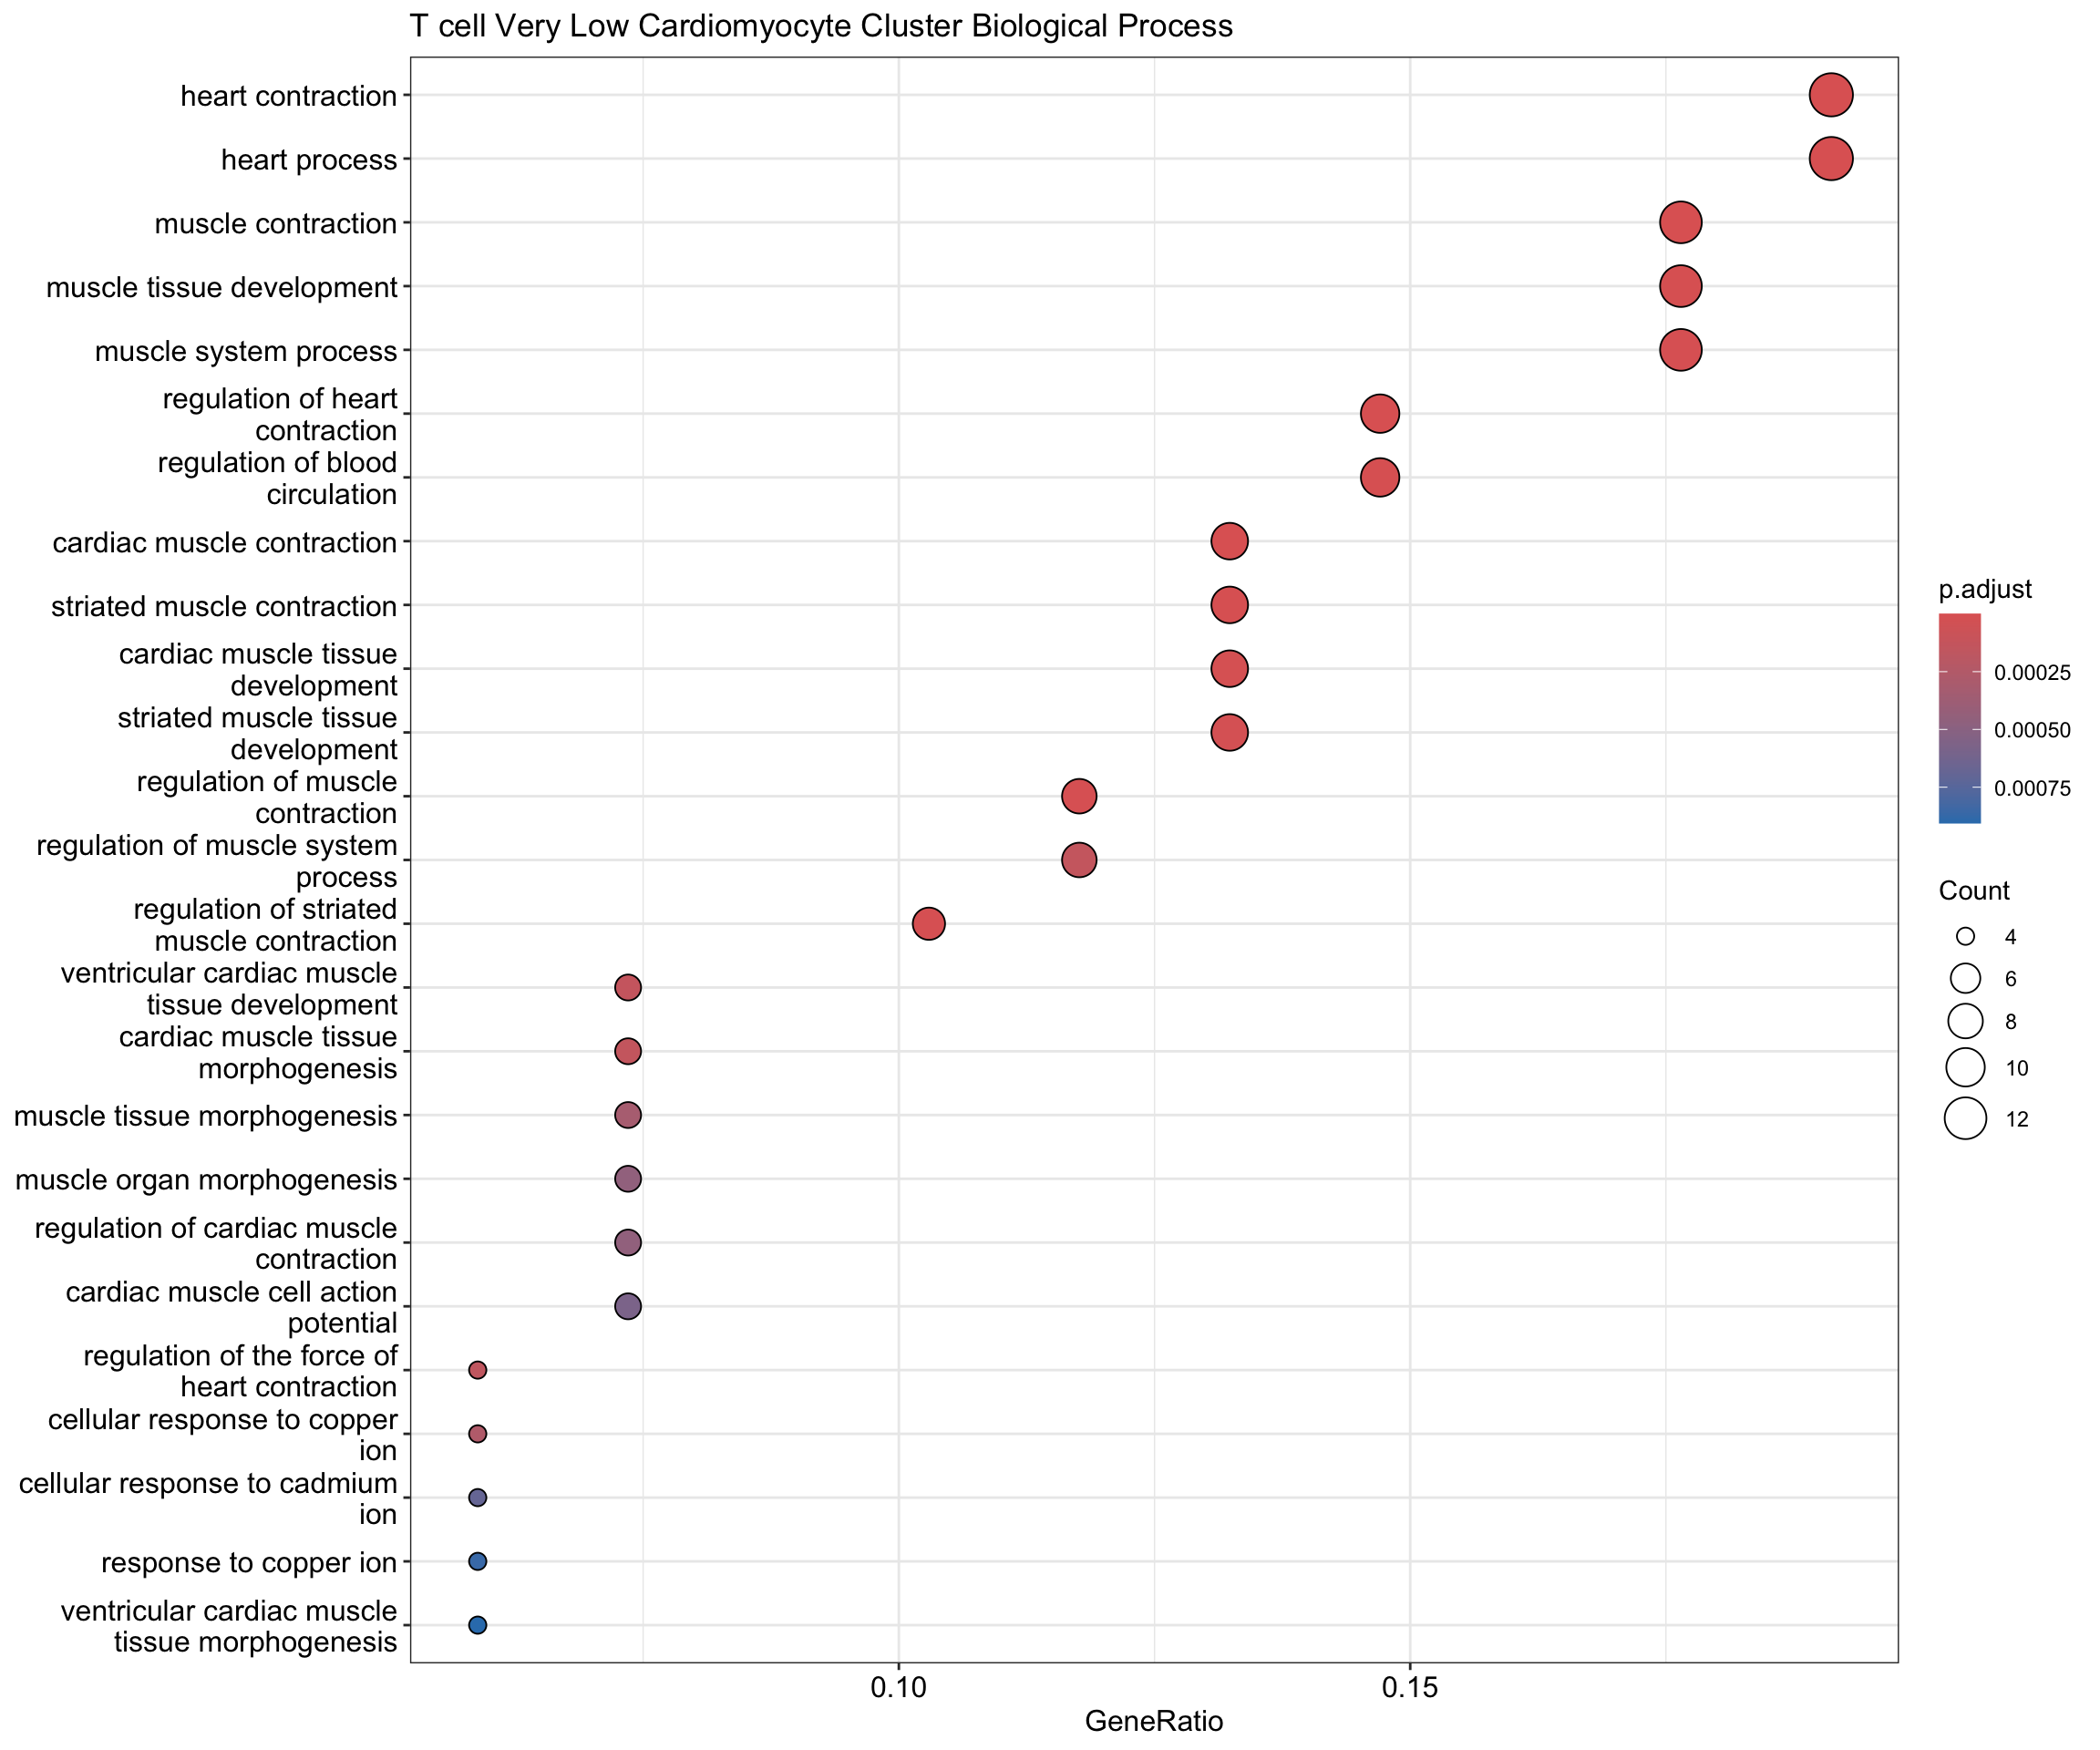 T cell Very Low Cardiomyocyte Cluster Biological Process
heart contraction
heart process
muscle contraction
muscle tissue development
muscle system process
regulation of heart
contraction
regulation of blood
circulation
cardiac muscle contraction
striated muscle contraction
cardiac muscle tissue
development
striated muscle tissue
development
regulation of muscle
contraction
regulation of muscle system
process
regulation of striated
muscle contraction
ventricular cardiac muscle
tissue development
cardiac muscle tissue
morphogenesis
muscle tissue morphogenesis
muscle organ morphogenesis
regulation of cardiac muscle
contraction
cardiac muscle cell action
potential
regulation of the force of
heart contraction
cellular response to copper
ion
cellular response to cadmium
ion
response to copper ion
ventricular cardiac muscle
tissue morphogenesis
0.10
0.15
GeneRatio
p.adjust
0.00025
0.00050
0.00075
Count
4
6
8
10
12